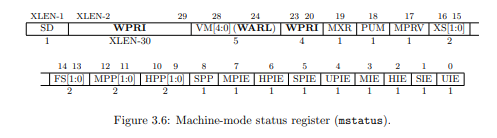 XLEN-1 XLEN-2 29 28 24 23 20 19 18 17 16 15
SD WPRI VM[4:0] (WARL) WPRI MXR PUM MPRV XS[1:0]
1 XLEN-30 5 4 1 1 1 2
14 13 12 11 10 9 8 7 6 5 4 3 2 1 0
FS[1:0] MPP[1:0] HPP[1:0] SPP MPIE HPIE SPIE UPIE MIE HIE SIE UIE
2 2 2 1 1 1 1 1 1 1 1 1
Figure 3.6: Machine-mode status register (mstatus).